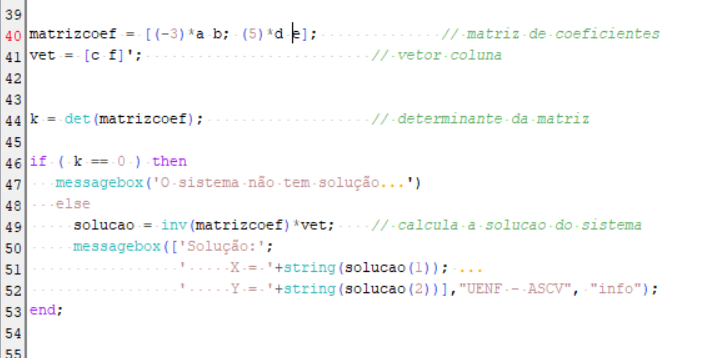 39
40 matrizcoef = [(-3)*a b; (5)*d e]; // matriz de coeficientes
41 vet = [c f]'; // vetor coluna
42
43
44 k = det(matrizcoef); // determinante da matriz
45
46 if ( k == 0 ) then
47 messagebox('O sistema não tem solução...')
48 else
49 solucao = inv(matrizcoef)*vet; // calcula a solucao do sistema
50 messagebox(['Solução:';
51 ' X = '+string(solucao(1)); ...
52 ' Y = '+string(solucao(2))],"UENF - ASCV", "info");
53 end;
54
55